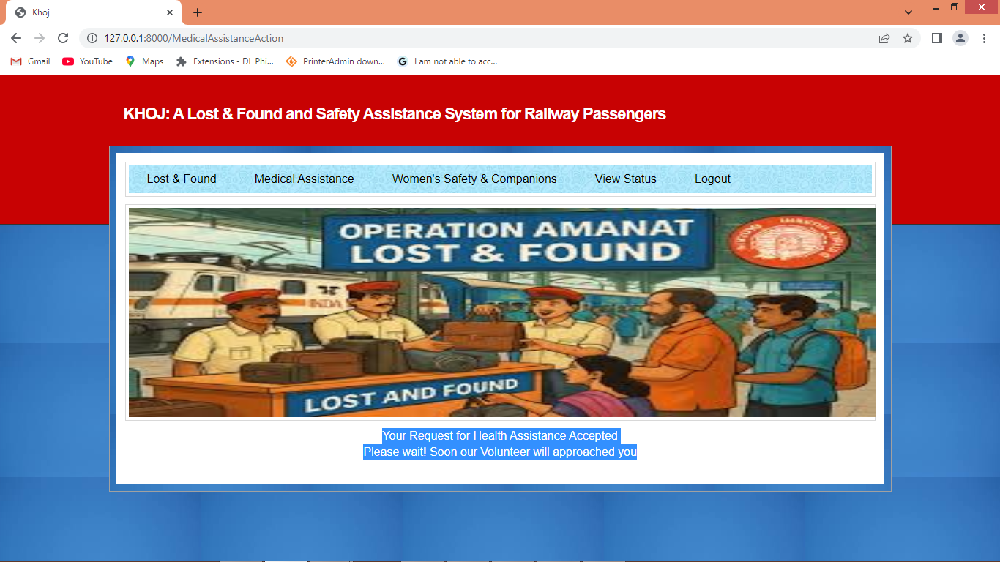 Khoj
127.0.0.1:8000/MedicalAssistanceAction
Gmail
YouTube
Maps
Extensions - DL Phi...
PrinterAdmin down...
I am not able to acc...
KHOJ: A Lost & Found and Safety Assistance System for Railway Passengers
Lost & Found
Medical Assistance
Women's Safety & Companions
View Status
Logout
OPERATION AMANAT
LOST & FOUND
LOST AND FOUND
Your Request for Health Assistance Accepted
Please wait! Soon our Volunteer will approached you